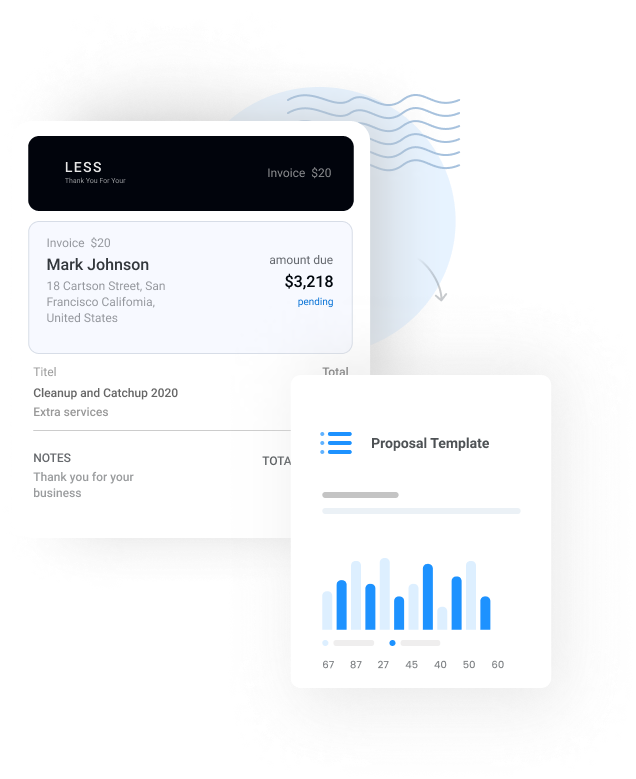 LESS
Thank You For Your
Invoice $20
Invoice $20
Mark Johnson
18 Cartson Street, San
Francisco Califomia,
United States
amount due
$3,218
pending
Titel
Total
Cleanup and Catchup 2020
Extra services
NOTES
Thank you for your
business
TOTA
Proposal Template
67 87 27 45 40 50 60